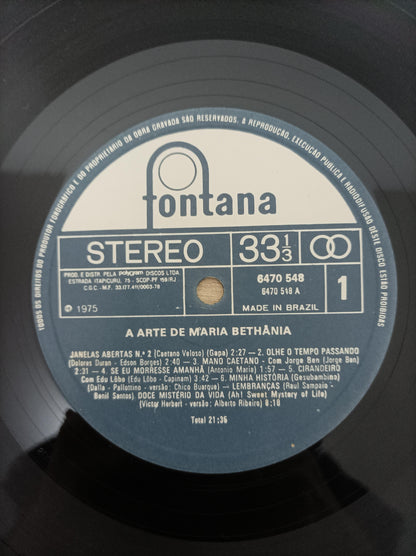 TODOS OS DIREITOS DO PRODUTOR FONOGRÁFICO E DO PROPRIETÁRIO DA OBRA GRAVADA SÃO RESERVADOS. A REPRODUÇÃO, EXECUÇÃO PÚBLICA E RADIODIFUSÃO DESTE DISCO ESTÃO PROIBIDAS
fontana
STEREO 33 1/3
PROD. E DISTR. PELA phonogram DISCOS LTDA
ESTRADA ITAPICURU, 75 - SCDP-PF 159/RJ
6470 548
6470 548 A
1
℗ 1975
MADE IN BRAZIL
A ARTE DE MARIA BETHÂNIA
JANELAS ABERTAS N.º 2 (Caetano Veloso) (Gapa) 2:27 — 2. OLHE O TEMPO PASSANDO
(Dolores Duran - Edson Borges) 2:40 — 3. MANO CAETANO - Com Jorge Ben (Jorge Ben)
2:31 — 4. SE EU MORRESSE AMANHÃ (Antonio Maria) 1:57 — 5. CIRANDEIRO
Com Edu Lôbo (Edu Lôbo - Capinam) 3:42 — 6. MINHA HISTÓRIA (Gesubambino)
(Dalla - Pallottino - versão: Chico Buarque) — LEMBRANÇAS (Raul Sampaio -
Benil Santos) DOCE MISTÉRIO DA VIDA (Ah! Sweet Mystery of Life)
(Victor Herbert - versão: Alberto Ribeiro) 8:18
Total 21:35